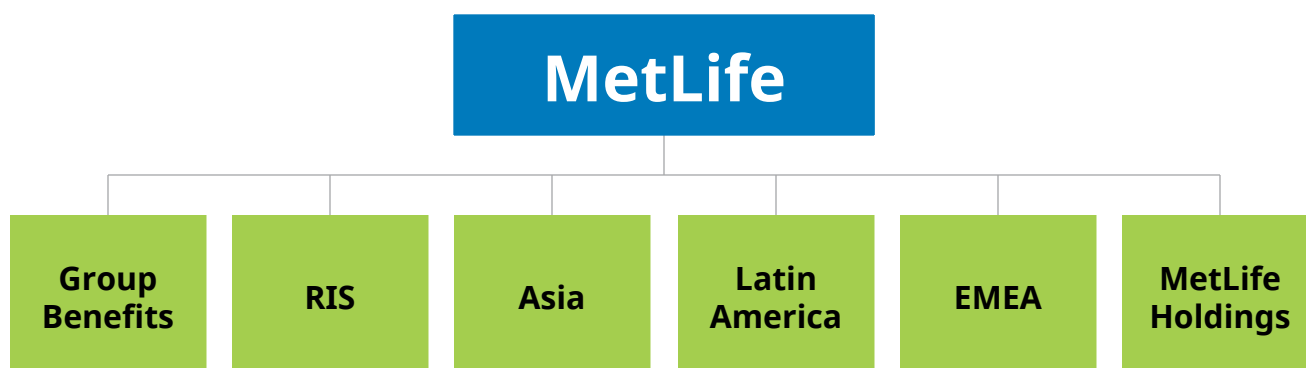 MetLife
Group
Benefits
RIS
Asia
Latin
America
EMEA
MetLife
Holdings